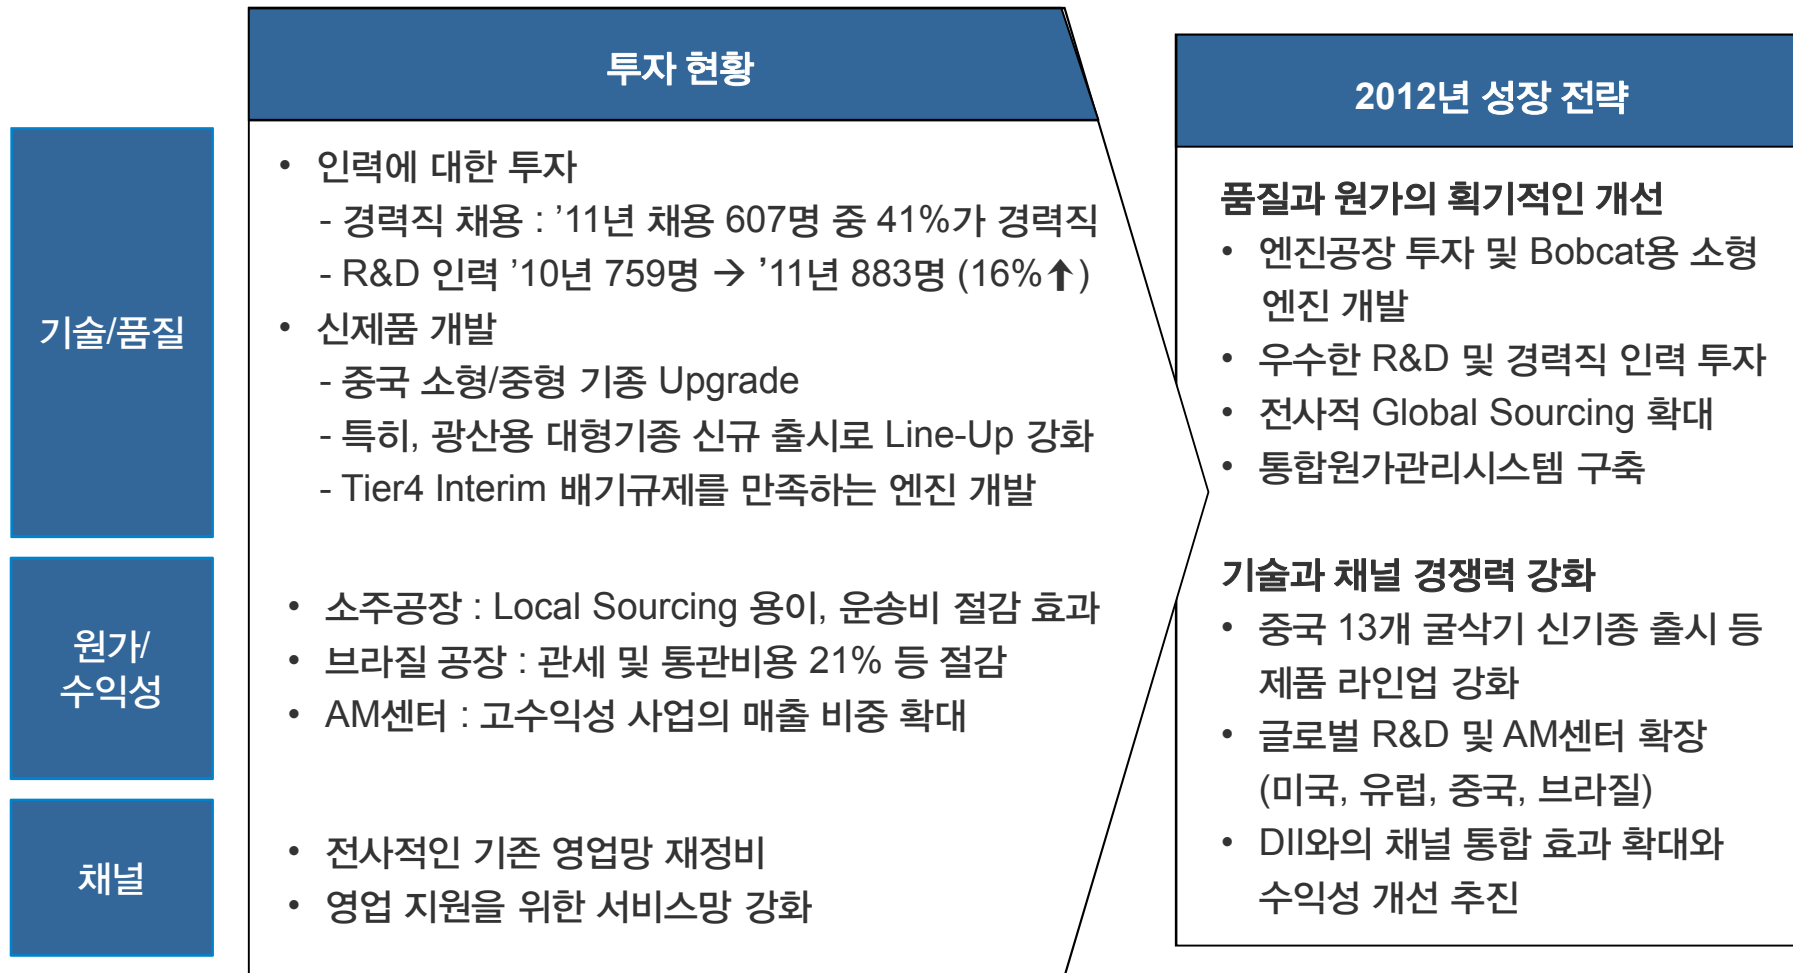 투자 현황
기술/품질
• 인력에 대한 투자
- 경력직 채용 : ’11년 채용 607명 중 41%가 경력직
- R&D 인력 ’10년 759명 → ’11년 883명 (16%↑)
• 신제품 개발
- 중국 소형/중형 기종 Upgrade
- 특히, 광산용 대형기종 신규 출시로 Line-Up 강화
- Tier4 Interim 배기규제를 만족하는 엔진 개발
원가/
수익성
• 소주공장 : Local Sourcing 용이, 운송비 절감 효과
• 브라질 공장 : 관세 및 통관비용 21% 등 절감
• AM센터 : 고수익성 사업의 매출 비중 확대
채널
• 전사적인 기존 영업망 재정비
• 영업 지원을 위한 서비스망 강화
2012년 성장 전략
품질과 원가의 획기적인 개선
• 엔진공장 투자 및 Bobcat용 소형
엔진 개발
• 우수한 R&D 및 경력직 인력 투자
• 전사적 Global Sourcing 확대
• 통합원가관리시스템 구축
기술과 채널 경쟁력 강화
• 중국 13개 굴삭기 신기종 출시 등
제품 라인업 강화
• 글로벌 R&D 및 AM센터 확장
(미국, 유럽, 중국, 브라질)
• DII와의 채널 통합 효과 확대와
수익성 개선 추진